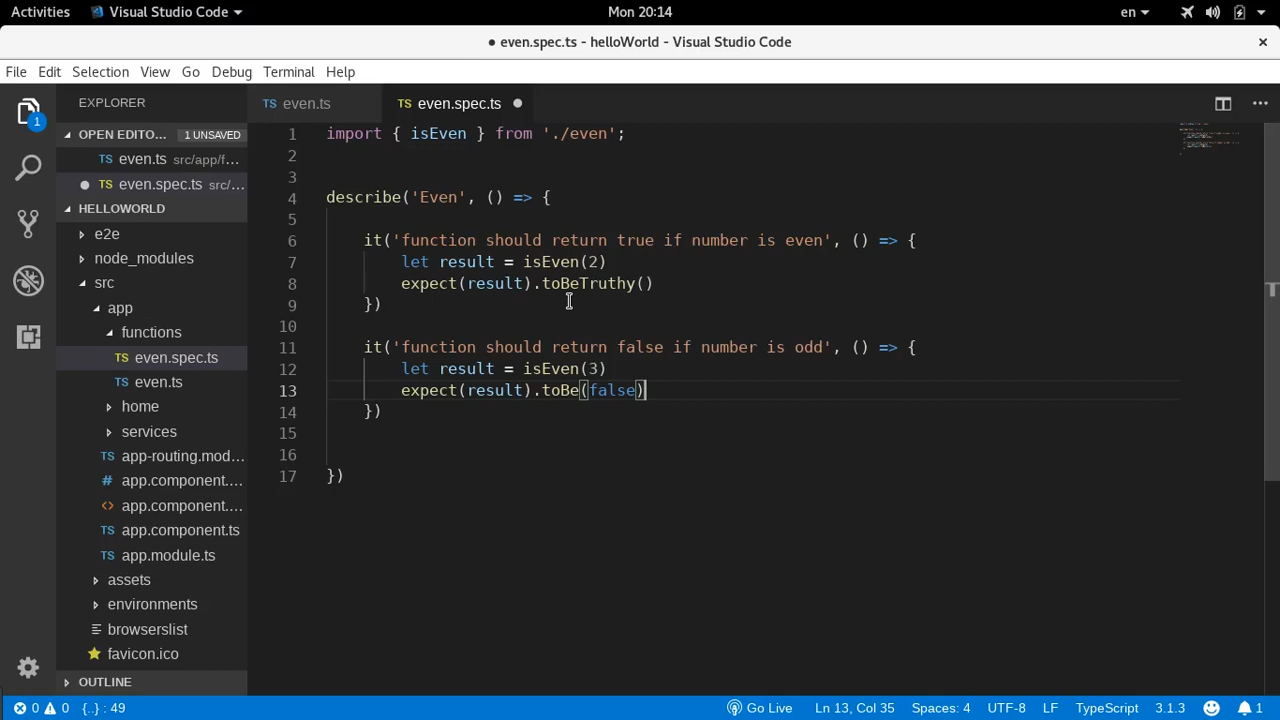 Activities Visual Studio Code Mon 20:14 en
● even.spec.ts - helloWorld - Visual Studio Code ×
File Edit Selection View Go Debug Terminal Help
EXPLORER
TS even.ts
TS even.spec.ts ●
1
OPEN EDITO... 1 UNSAVED
TS even.ts src/app/f...
● TS even.spec.ts src/...
HELLOWORLD
e2e
node_modules
src
app
functions
TS even.spec.ts
TS even.ts
home
services
TS app-routing.mod...
# app.component....
<> app.component....
TS app.component.ts
TS app.module.ts
assets
environments
browserslist
favicon.ico
OUTLINE
1 import { isEven } from './even';
2
3
4 describe('Even', () => {
5
6 it('function should return true if number is even', () => {
7 let result = isEven(2)
8 expect(result).toBeTruthy()
9 })
10
11 it('function should return false if number is odd', () => {
12 let result = isEven(3)
13 expect(result).toBe(false)
14 })
15
16
17 })
0 0 {..} : 49 Go Live Ln 13, Col 35 Spaces: 4 UTF-8 LF TypeScript 3.1.3 1